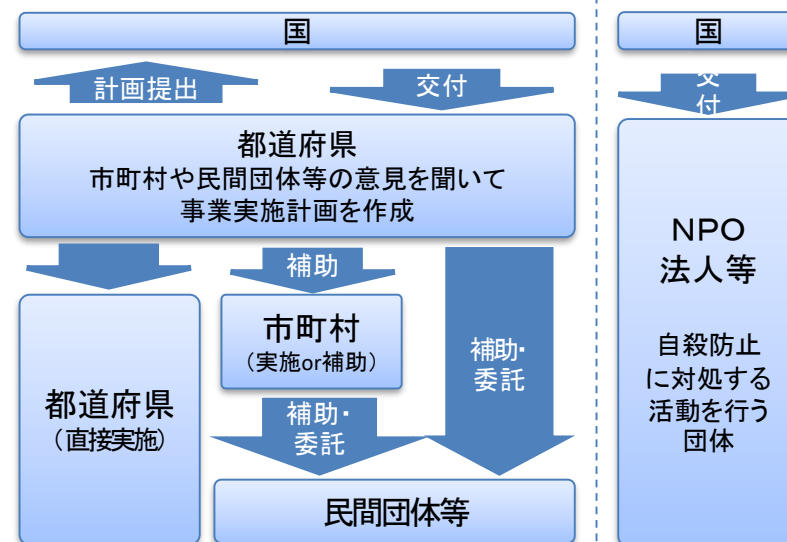 国
計画提出
交付
都道府県
市町村や民間団体等の意見を聞いて
事業実施計画を作成
補助
市町村
（実施or補助）
都道府県
（直接実施）
補助・
委託
補助・
委託
民間団体等
国
交
付
NPO
法人等
自殺防止
に対処する
活動を行う
団体